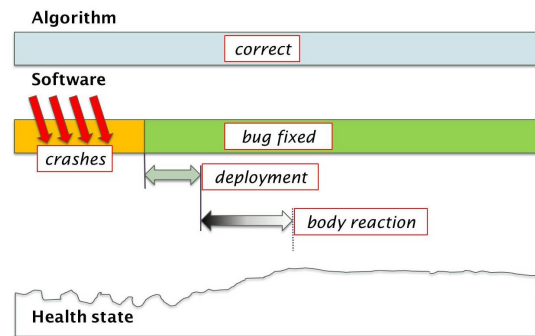 Algorithm
correct
Software
bug fixed
crashes
deployment
body reaction
Health state